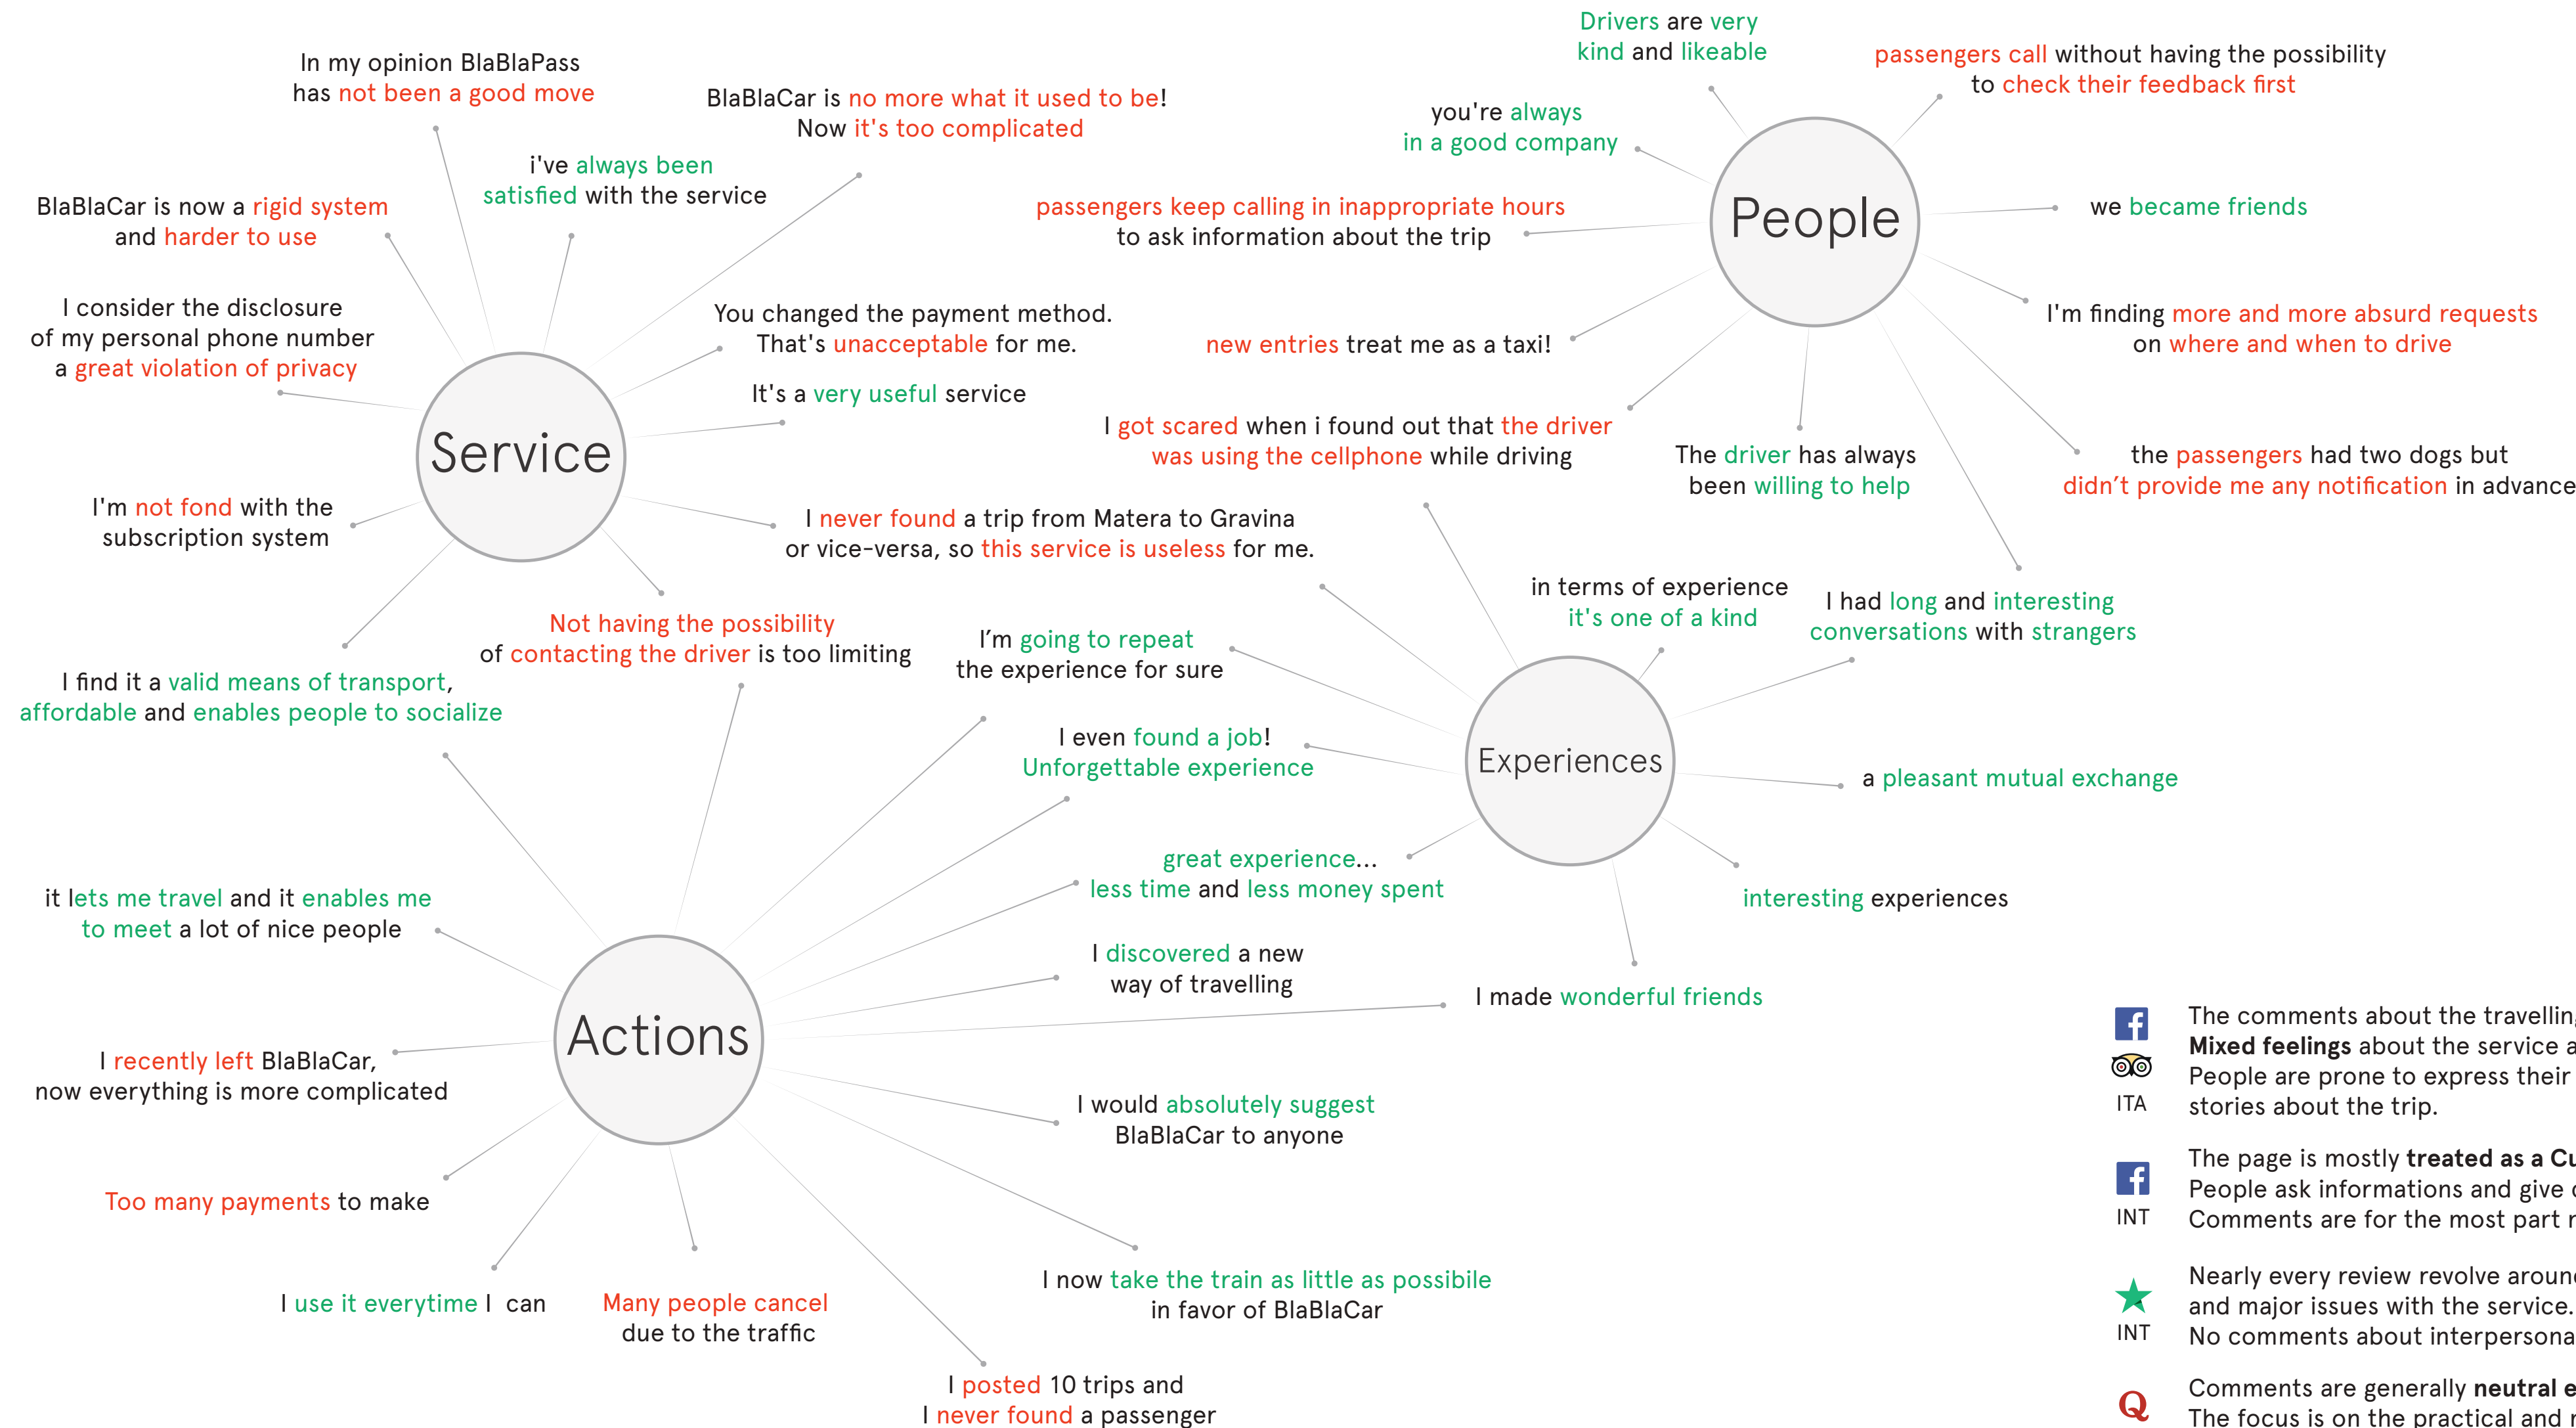 In my opinion BlaBlaPass
has not been a good move
BlaBlaCar is no more what it used to be!
Now it's too complicated
i've always been
satisfied with the service
BlaBlaCar is now a rigid system
and harder to use
I consider the disclosure
of my personal phone number
a great violation of privacy
You changed the payment method.
That's unacceptable for me.
It's a very useful service
Service
I'm not fond with the
subscription system
I never found a trip from Matera to Gravina
or vice-versa, so this service is useless for me.
Not having the possibility
of contacting the driver is too limiting
I find it a valid means of transport,
affordable and enables people to socialize
Drivers are very
kind and likeable
passengers call without having the possibility
to check their feedback first
you're always
in a good company
passengers keep calling in inappropriate hours
to ask information about the trip
People
we became friends
new entries treat me as a taxi!
I'm finding more and more absurd requests
on where and when to drive
I got scared when i found out that the driver
was using the cellphone while driving
The driver has always
been willing to help
the passengers had two dogs but
didn’t provide me any notification in advance
in terms of experience
it's one of a kind
I had long and interesting
conversations with strangers
I’m going to repeat
the experience for sure
I even found a job!
Unforgettable experience
Experiences
a pleasant mutual exchange
great experience...
less time and less money spent
interesting experiences
I made wonderful friends
it lets me travel and it enables me
to meet a lot of nice people
I discovered a new
way of travelling
Actions
I recently left BlaBlaCar,
now everything is more complicated
I would absolutely suggest
BlaBlaCar to anyone
Too many payments to make
I use it everytime I can
Many people cancel
due to the traffic
I now take the train as little as possibile
in favor of BlaBlaCar
I posted 10 trips and
I never found a passenger
ITA
The comments about the
Mixed feelings about the service
People are prone to express their
stories about the trip.
INT
The page is mostly treated as a
People ask informations and give
Comments are for the most part
INT
Nearly every review revolve
and major issues with the service.
No comments about
Q
Comments are generally neutral
The focus is on the practical and